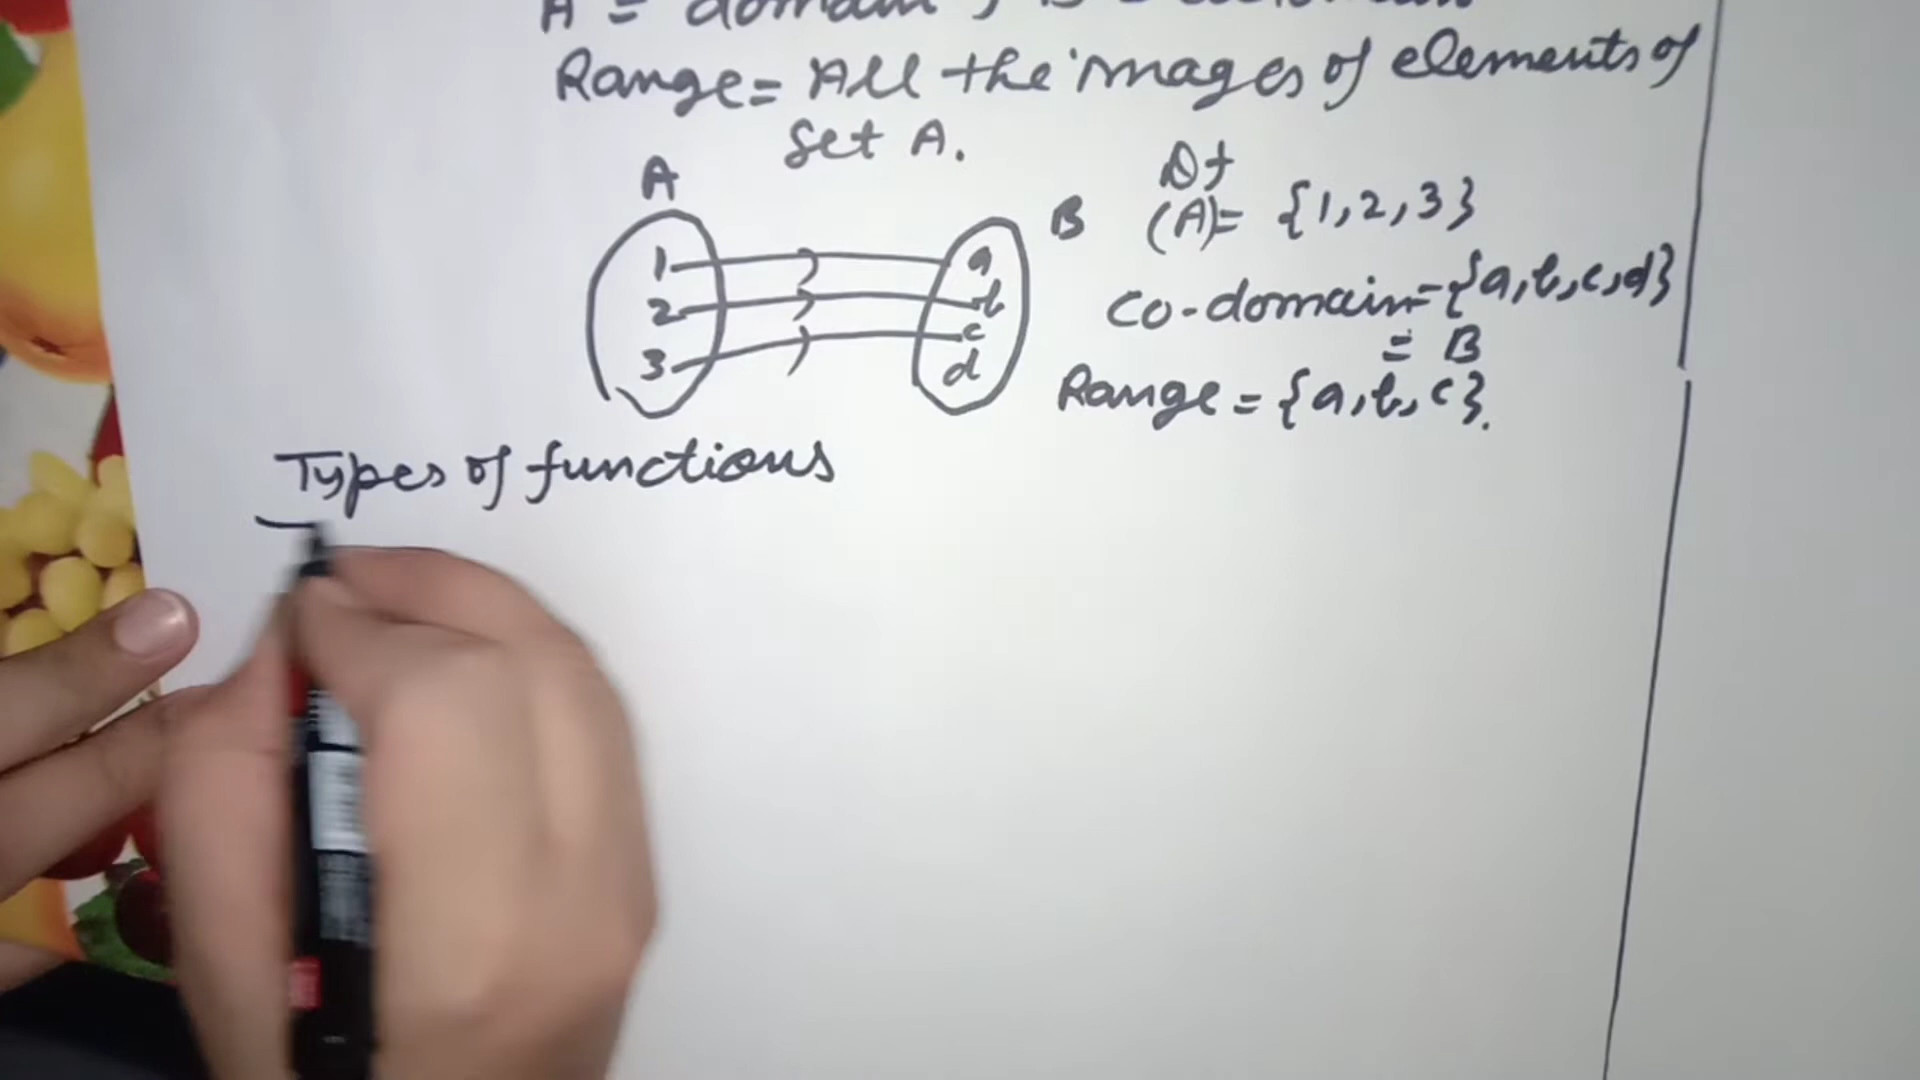 A = domain, B =
Range = All the images of elements of
Set A.
A
B
1
2
3
a
b
c
d
Df
(A) = {1,2,3}
Co-domain = {a,b,c,d}
= B
Range = {a,b,c}.
Types of functions